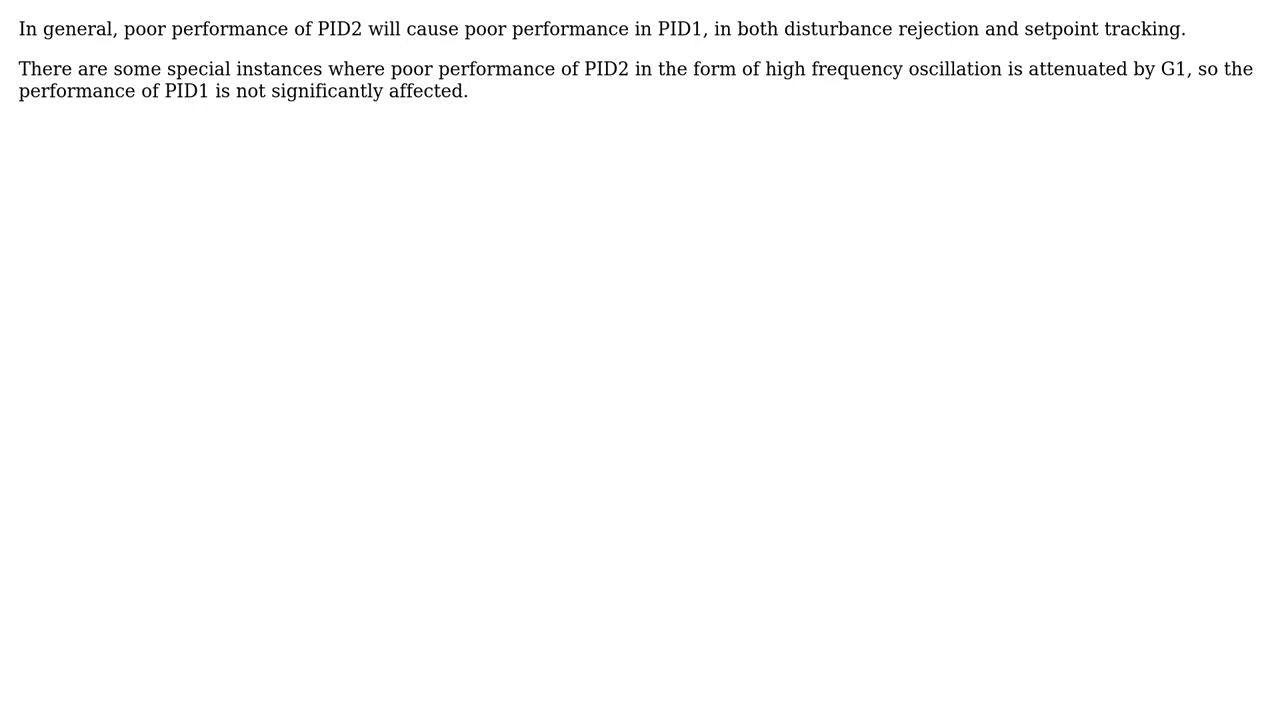 In general, poor performance of PID2 will cause poor performance in PID1, in both disturbance rejection and setpoint tracking.
There are some special instances where poor performance of PID2 in the form of high frequency oscillation is attenuated by G1, so the
performance of PID1 is not significantly affected.